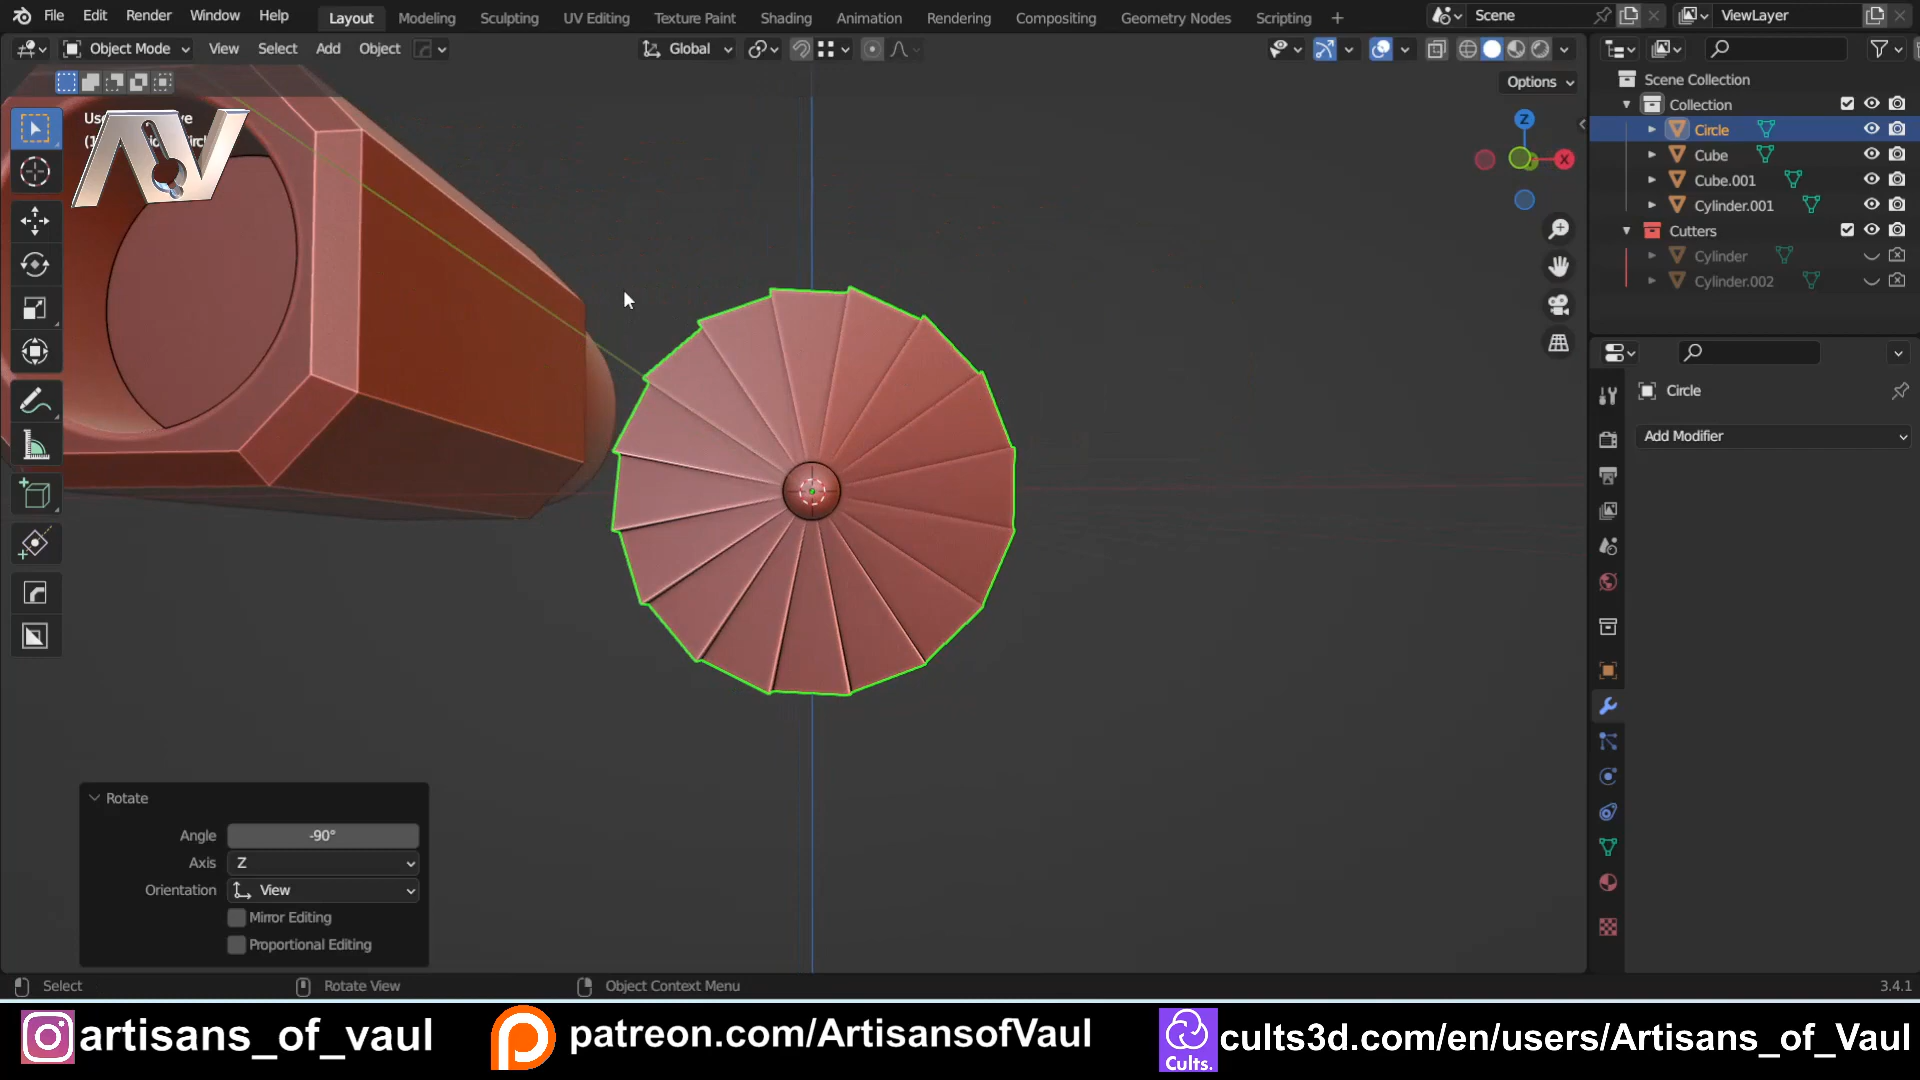 File Edit Render Window Help Layout Modeling Sculpting UV Editing Texture Paint Shading Animation Rendering Compositing Geometry Nodes Scripting + Scene ViewLayer
Object Mode View Select Add Object Global
Options
Scene Collection
Collection
Circle
Cube
Cube.001
Cylinder.001
Cutters
Cylinder
Cylinder.002
Z
X
AV
Circle
Add Modifier
Rotate
Angle -90°
Axis Z
Orientation View
Mirror Editing
Proportional Editing
Select Rotate View Object Context Menu 3.4.1
artisans_of_vaul patreon.com/ArtisansofVaul Cults. cults3d.com/en/users/Artisans_of_Vaul